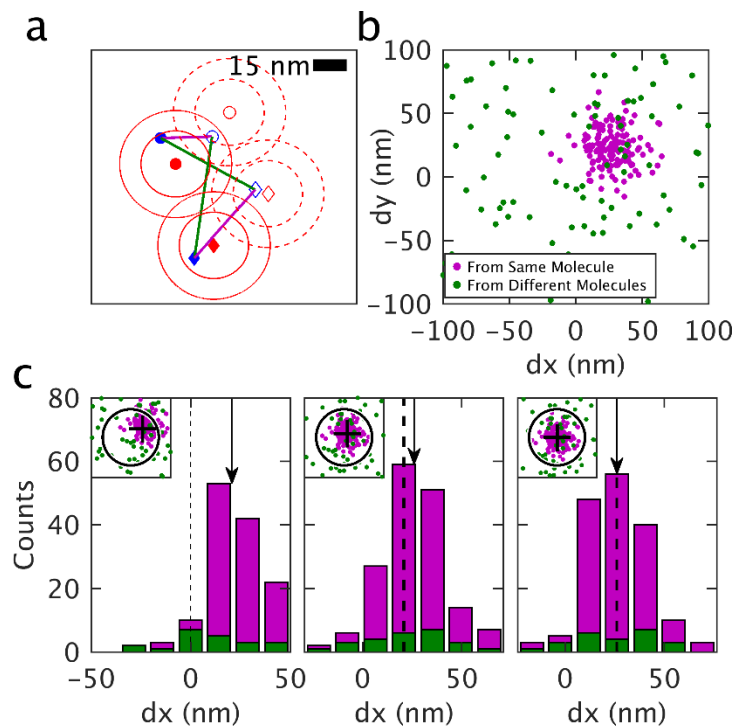 a
15 nm
b
100
50
0
−50
−100
dy (nm)
From Same Molecule
From Different Molecules
−100 −50 0 50 100
dx (nm)
c
80
60
40
20
0
Counts
-50 0 50
dx (nm)
0 50
dx (nm)
0 50
dx (nm)